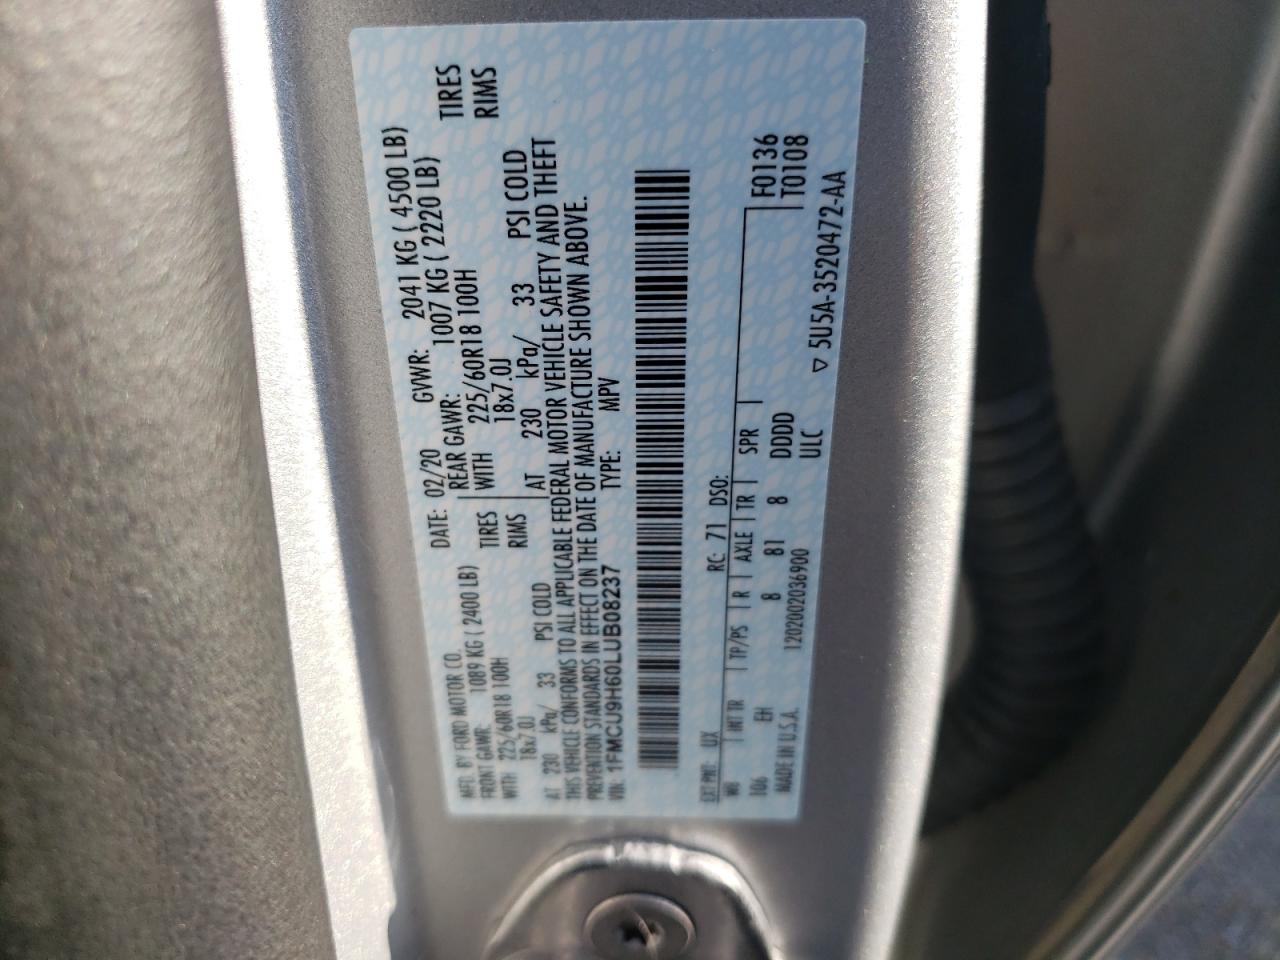 MFD. BY FORD MOTOR CO. DATE: 02/20 GVWR: 2041 KG ( 4500 LB)
FRONT GAWR: 1089 KG ( 2400 LB) REAR GAWR: 1007 KG ( 2220 LB)
WITH 225/60R18 100H TIRES WITH 225/60R18 100H TIRES
18x7.0J RIMS 18x7.0J RIMS
AT 230 kPa/ 33 PSI COLD AT 230 kPa/ 33 PSI COLD
THIS VEHICLE CONFORMS TO ALL APPLICABLE FEDERAL MOTOR VEHICLE SAFETY AND THEFT
PREVENTION STANDARDS IN EFFECT ON THE DATE OF MANUFACTURE SHOWN ABOVE.
VIN: 1FMCU9H60LUB08237 TYPE: MPV
EXT PNT: UX RC: 71 DSO: F0136
WB INT TR TP/PS R AXLE TR SPR T0108
106 EH 8 81 8 DDDD
MADE IN U.S.A. 1202002036900 ULC ▽ 5U5A-3520472-AA